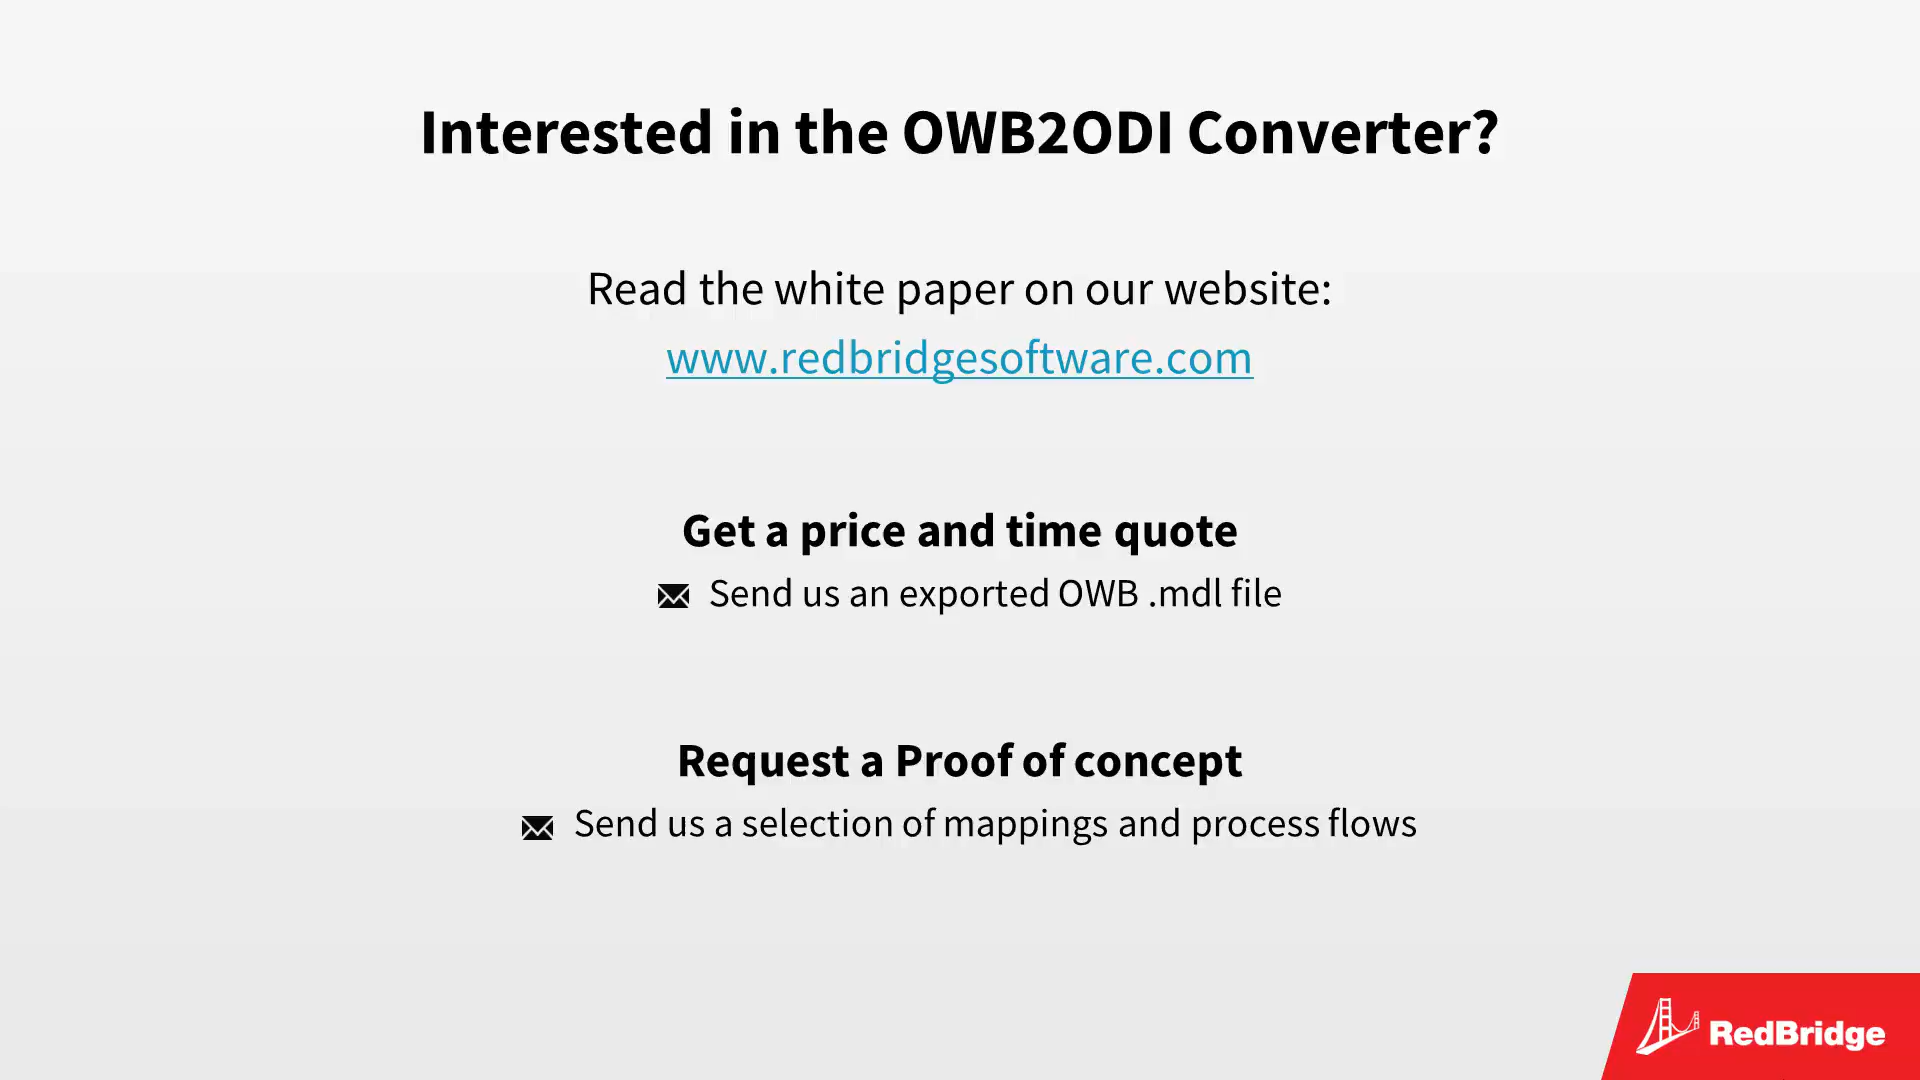 Interested in the OWB2ODI Converter?
Read the white paper on our website:
www.redbridgesoftware.com
Get a price and time quote
Send us an exported OWB .mdl file
Request a Proof of concept
Send us a selection of mappings and process flows
RedBridge